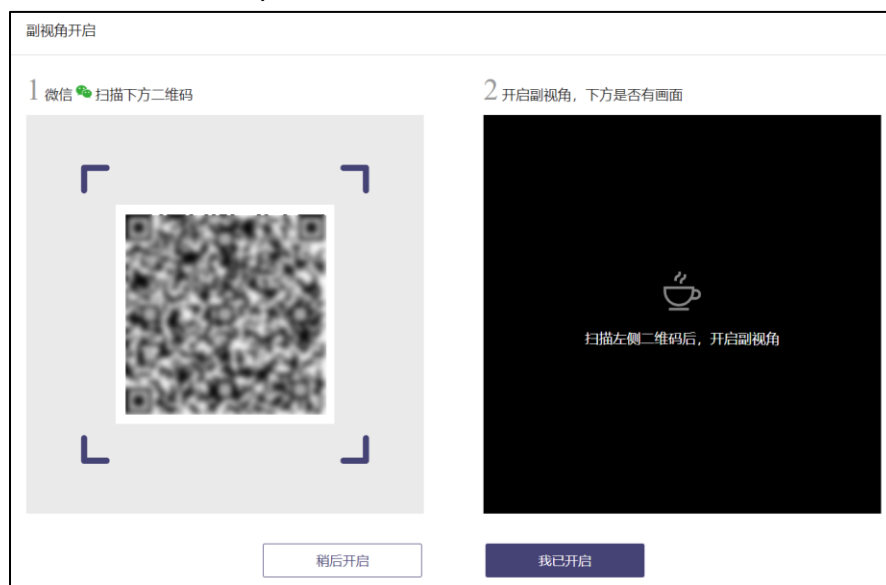 副视角开启
1 微信 扫描下方二维码
2 开启副视角，下方是否有画面
扫描左侧二维码后，开启副视角
稍后开启
我已开启